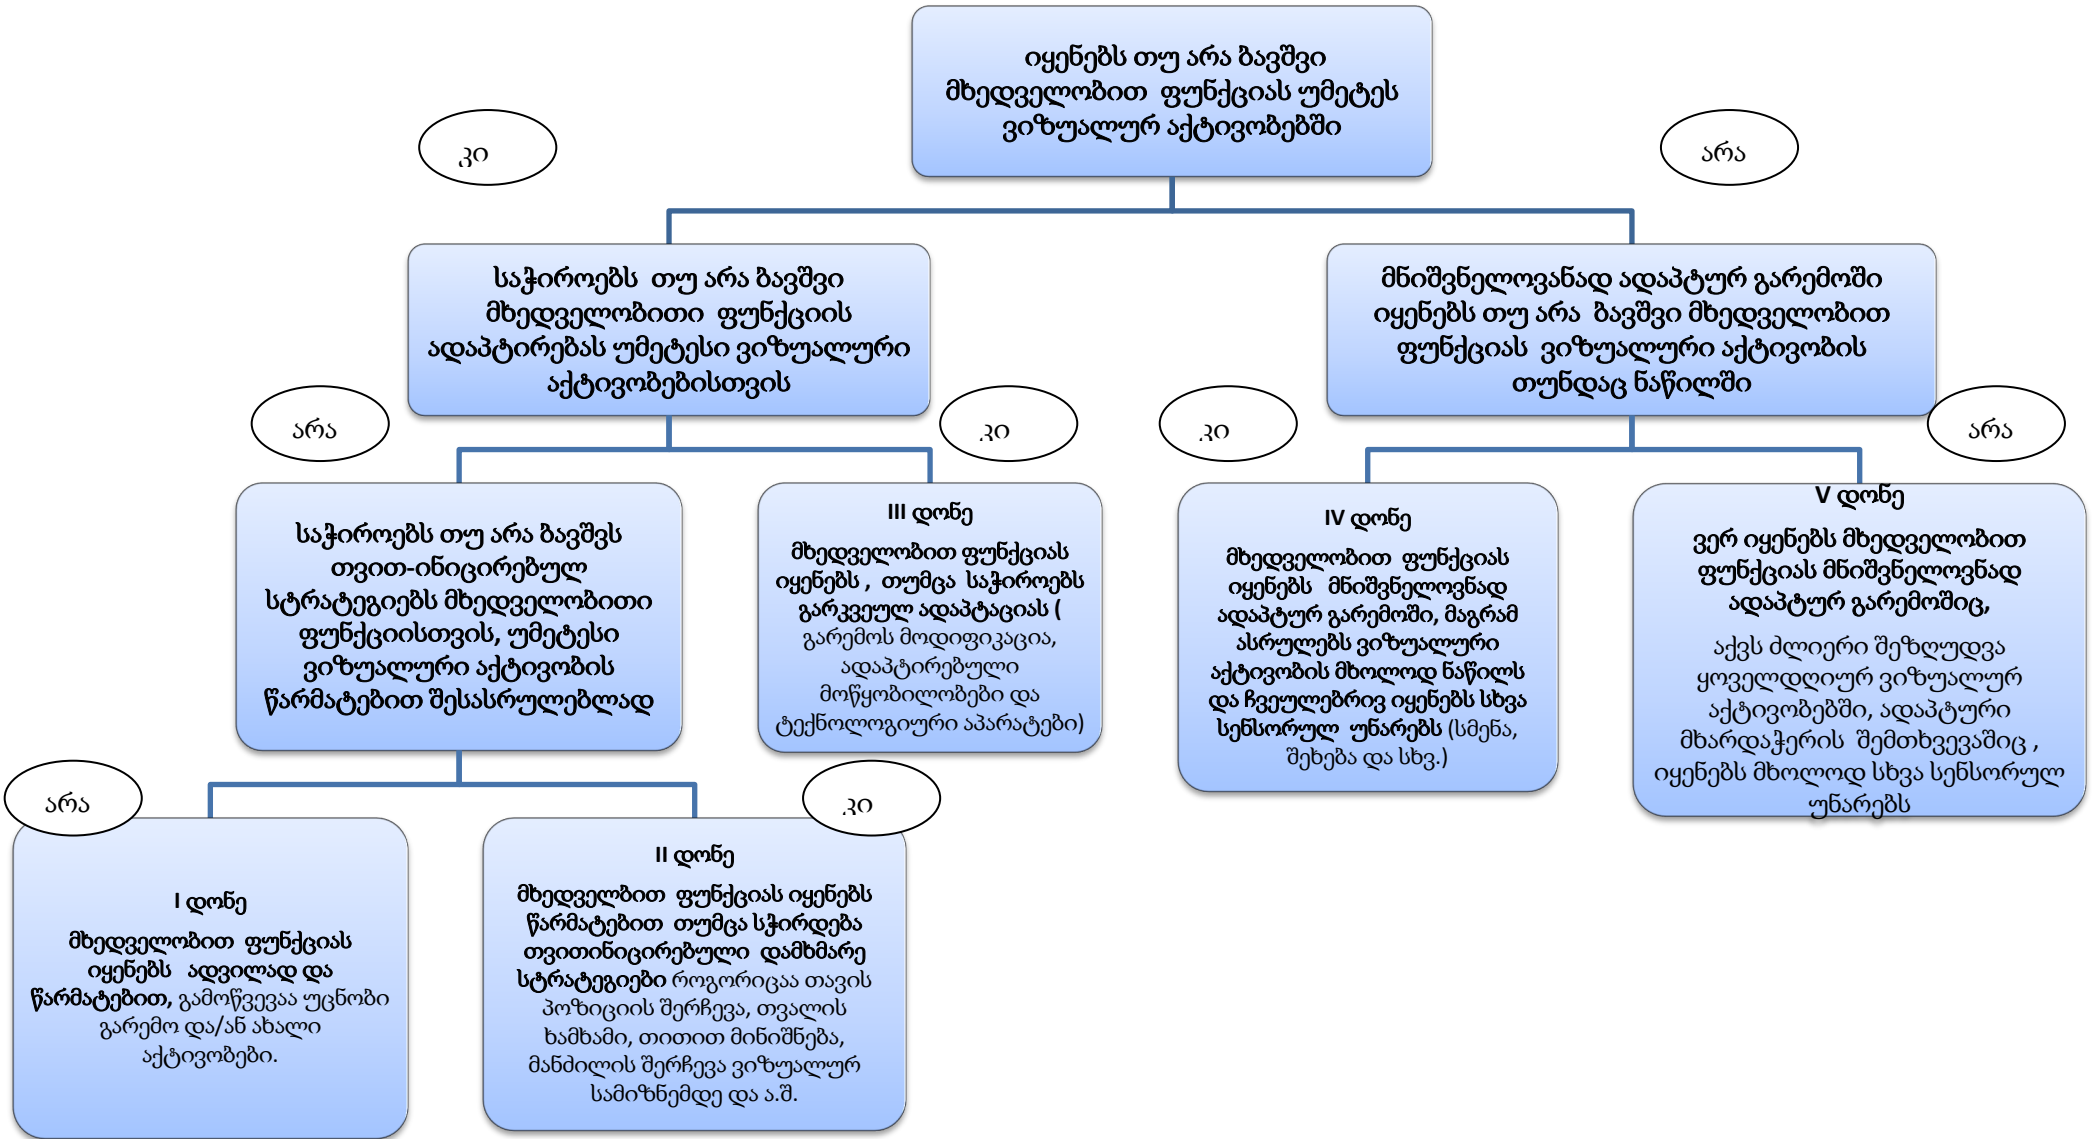 იყენებს თუ არა ბავშვი
მხედველობით ფუნქციას უმეტეს
ვიზუალურ აქტივობებში
კი
არა
საჭიროებს თუ არა ბავშვი
მხედველობითი ფუნქციის
ადაპტირებას უმეტესი ვიზუალური
აქტივობებისთვის
მნიშვნელოვანად ადაპტურ გარემოში
იყენებს თუ არა ბავშვი მხედველობით
ფუნქციას ვიზუალური აქტივობის
თუნდაც ნაწილში
არა
კი
კი
არა
საჭიროებს თუ არა ბავშვს
თვით-ინიცირებულ
სტრატეგიებს მხედველობითი
ფუნქციისთვის, უმეტესი
ვიზუალური აქტივობის
წარმატებით შესასრულებლად
III დონე
მხედველობით ფუნქციას
იყენებს , თუმცა საჭიროებს
გარკვეულ ადაპტაციას (
გარემოს მოდიფიკაცია,
ადაპტირებული
მოწყობილობები და
ტექნოლოგიური აპარატები)
IV დონე
მხედველობით ფუნქციას
იყენებს მნიშვნელოვნად
ადაპტურ გარემოში, მაგრამ
ასრულებს ვიზუალური
აქტივობის მხოლოდ ნაწილს
და ჩვეულებრივ იყენებს სხვა
სენსორულ უნარებს (სმენა,
შეხება და სხვ.)
V დონე
ვერ იყენებს მხედველობით
ფუნქციას მნიშვნელოვნად
ადაპტურ გარემოშიც,
აქვს ძლიერი შეზღუდვა
ყოველდღიურ ვიზუალურ
აქტივობებში, ადაპტური
მხარდაჭერის შემთხვევაშიც ,
იყენებს მხოლოდ სხვა სენსორულ
უნარებს
არა
კი
I დონე
მხედველობით ფუნქციას
იყენებს ადვილად და
წარმატებით, გამოწვევაა უცნობი
გარემო და/ან ახალი
აქტივობები.
II დონე
მხედველბით ფუნქციას იყენებს
წარმატებით თუმცა სჭირდება
თვითინიცირებული დამხმარე
სტრატეგიები როგორიცაა თავის
პოზიციის შერჩევა, თვალის
ხამხამი, თითით მინიშნება,
მანძილის შერჩევა ვიზუალურ
სამიზნემდე და ა.შ.